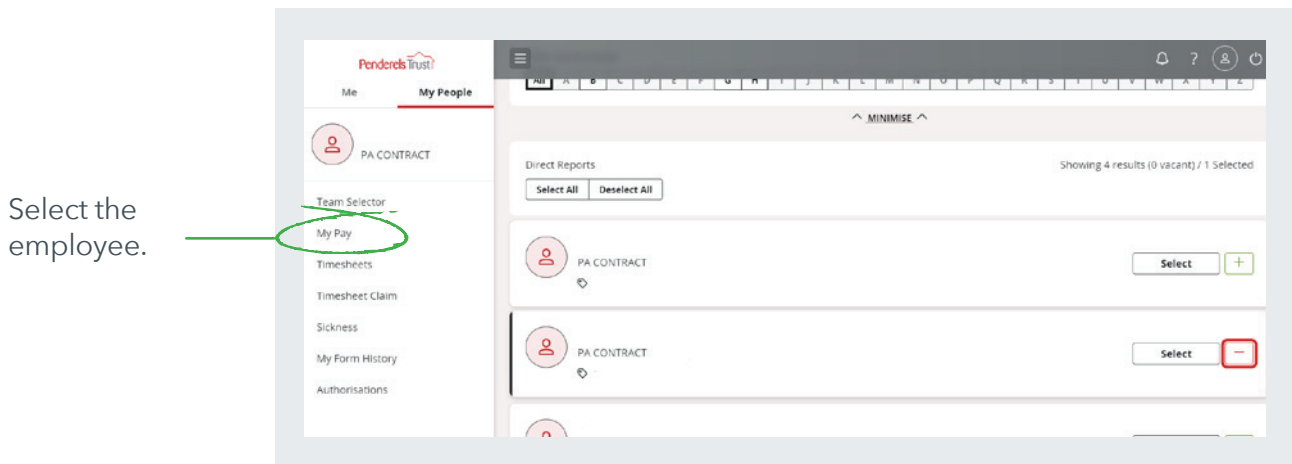 Select the
employee.
Penderels Trust
Me My People
PA CONTRACT
Team Selector
My Pay
Timesheets
Timesheet Claim
Sickness
My Form History
Authorisations
?
All A B C D E F G H I J K L M N O P Q R S T U V W X Y Z
MINIMISE
Direct Reports
Showing 4 results (0 vacant) / 1 Selected
Select All Deselect All
PA CONTRACT
Select +
PA CONTRACT
Select −